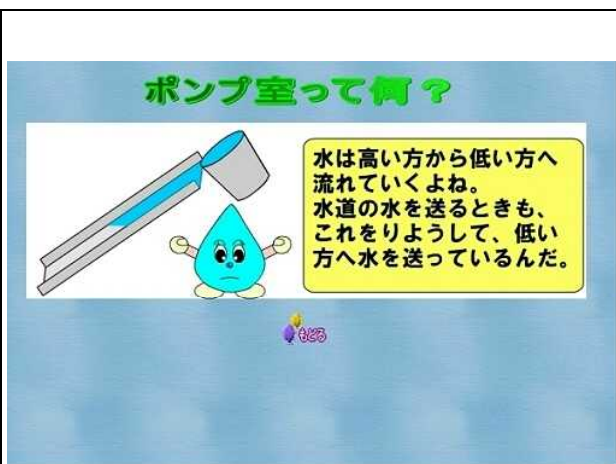 ポンプ室って何？
水は高い方から低い方へ
流れていくよね。
水道の水を送るときも、
これをりようして、低い
方へ水を送っているんだ。
もどる